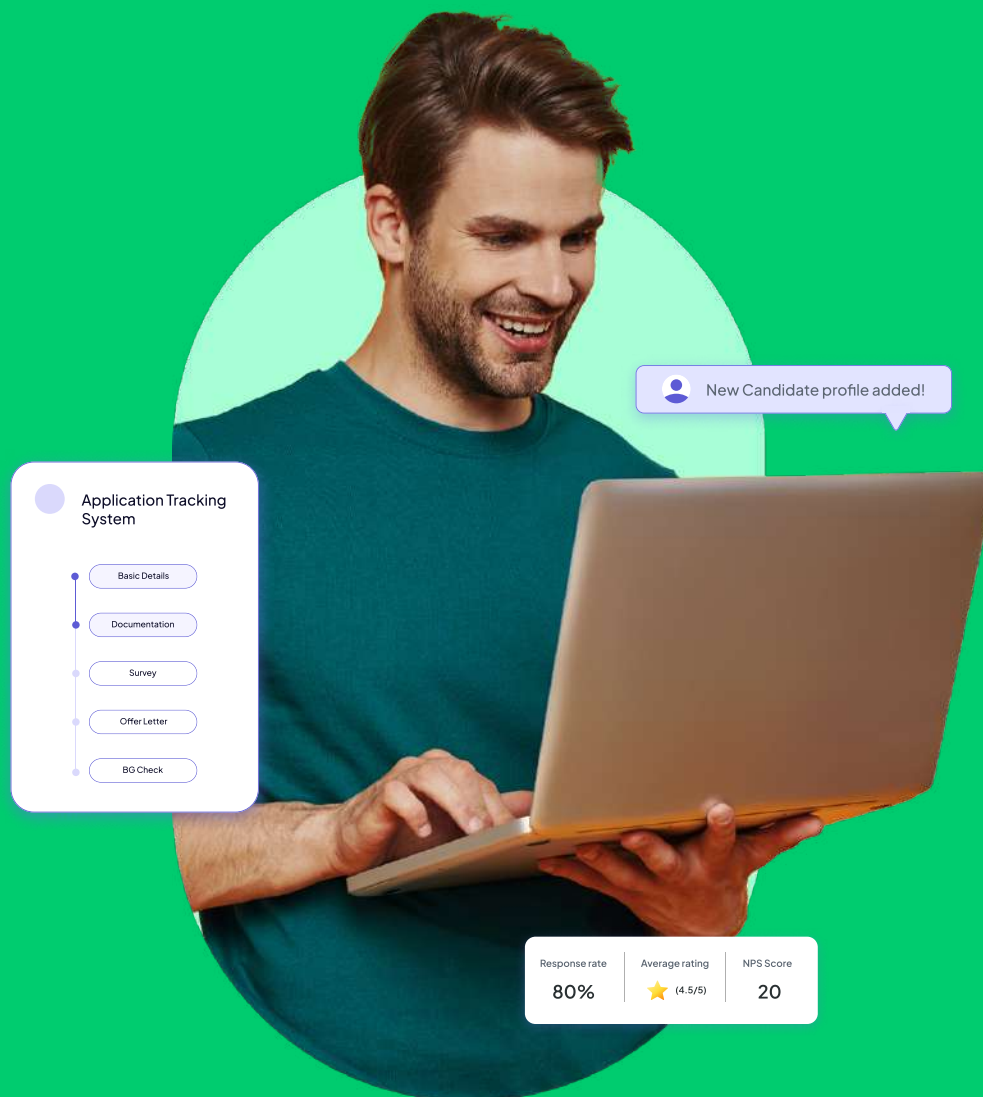 New Candidate profile added!
Application Tracking
System
Basic Details
Documentation
Survey
Offer Letter
BG Check
Response rate
Average rating
NPS Score
80%
(4.5/5)
20